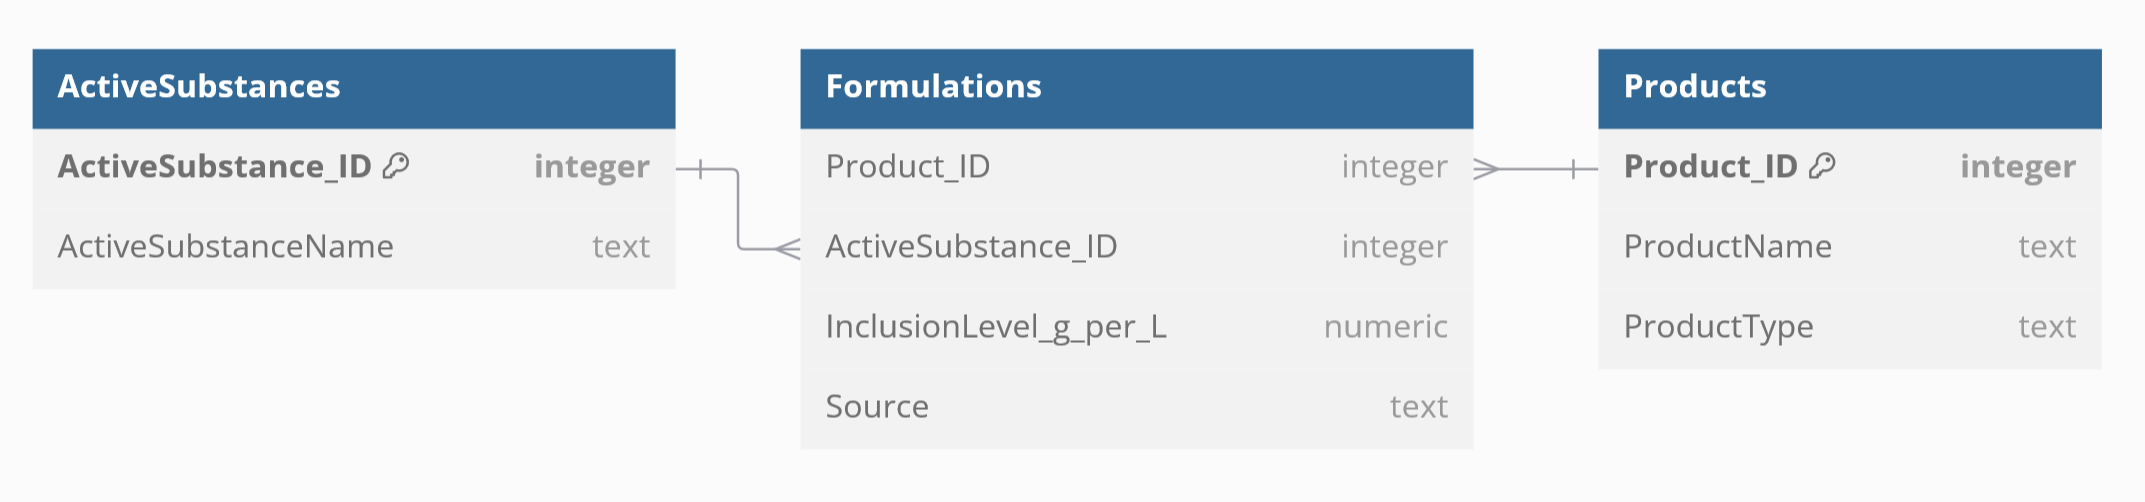 ActiveSubstances
ActiveSubstance_ID integer
ActiveSubstanceName text
Formulations
Product_ID integer
ActiveSubstance_ID integer
InclusionLevel_g_per_L numeric
Source text
Products
Product_ID integer
ProductName text
ProductType text